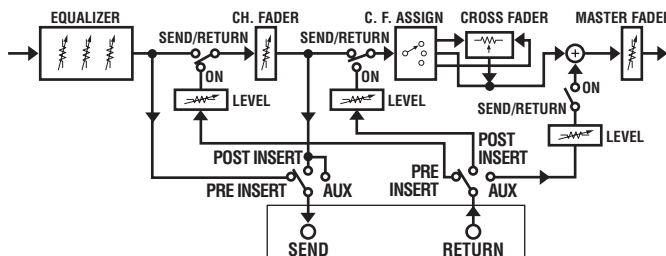 EQUALIZER
SEND/RETURN
CH. FADER
SEND/RETURN
C. F. ASSIGN
CROSS FADER
MASTER FADER
ON
LEVEL
ON
LEVEL
ON
SEND/RETURN
LEVEL
POST INSERT
PRE INSERT
AUX
POST
INSERT
PRE
INSERT
AUX
SEND
RETURN